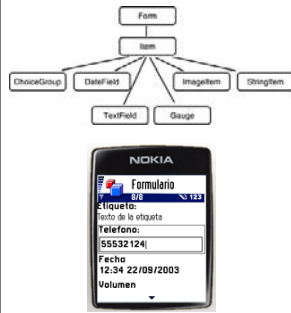 Form
Item
ChoiceGroup DateField ImageItem StringItem
TextField Gauge
NOKIA
Formulario
8/8 123
Etiqueta:
Texto de la etiqueta
Telefono:
55532124
Fecha
12:34 22/09/2003
Volumen